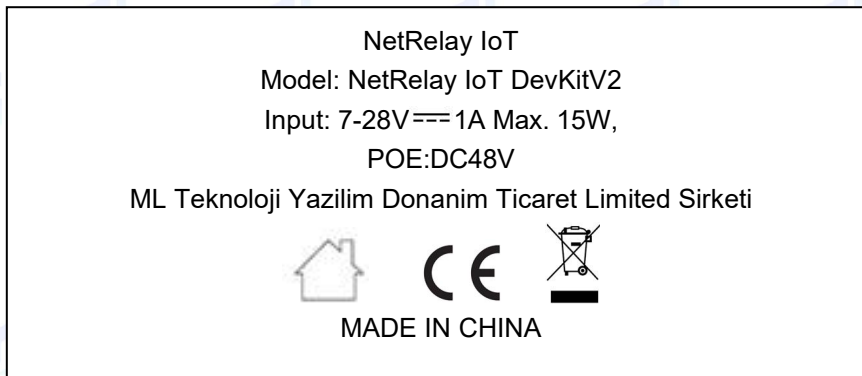 NetRelay IoT
Model: NetRelay IoT DevKitV2
Input: 7-28V⎓1A Max. 15W,
POE:DC48V
ML Teknoloji Yazilim Donanim Ticaret Limited Sirketi
CE
MADE IN CHINA